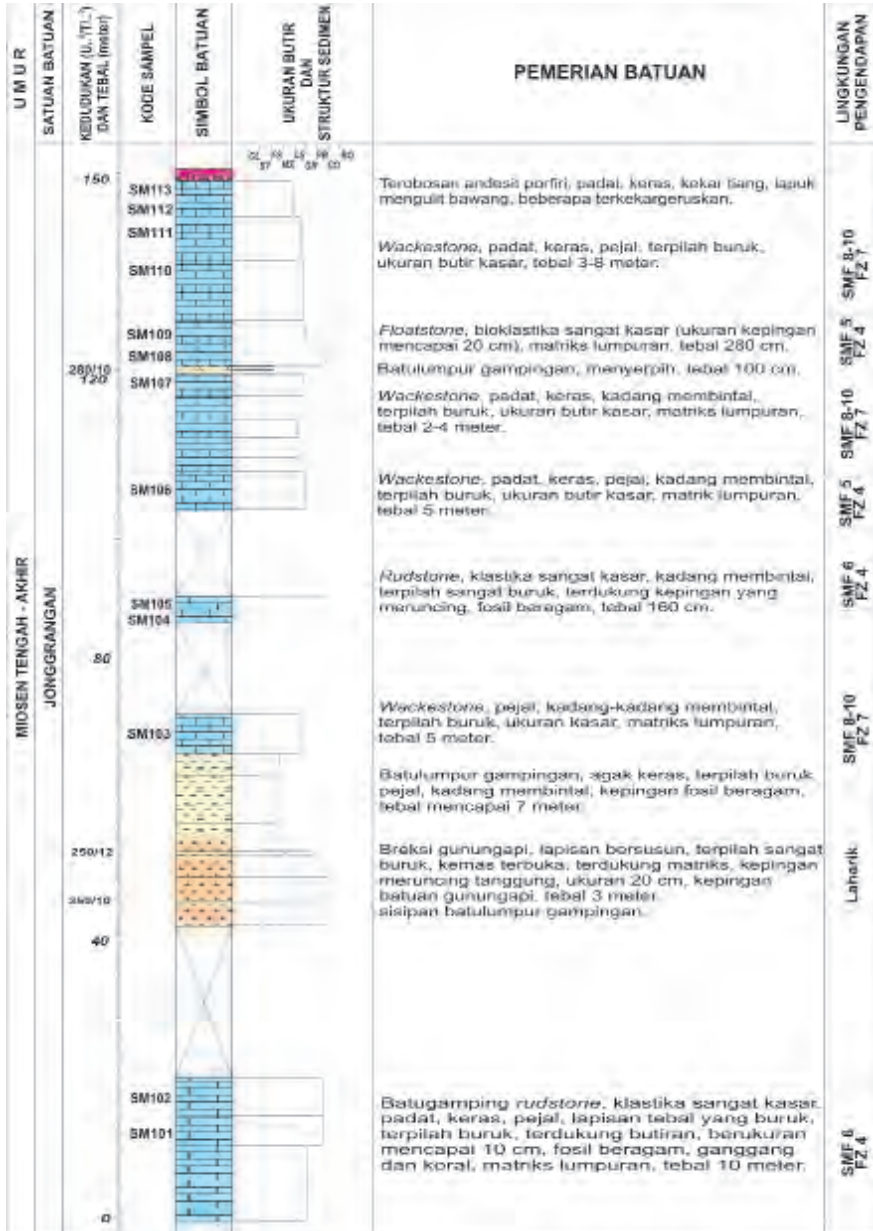 UMUR
SATUAN BATUAN
KEDUDUKAN
DAN TEBAL (meter)
KODE SAMPEL
SIMBOL BATUAN
UKURAN BUTIR
DAN
STRUKTUR SEDIMEN
PEMERIAN BATUAN
LINGKUNGAN
PENGENDAPAN
MIOSEN TENGAH - AKHIR
JONGGRANGAN
150
SM113
Terobosan andesit porfiri, padat, keras, kekar tiang, lapuk
mengulit bawang, beberapa terkekargeruskan.
SM112
SM111
SM110
Wackestone, padat, keras, pejal, terpilah buruk,
ukuran butir kasar, tebal 3-8 meter.
SMF 8-10
FZ 7
SM109
SM108
Floatstone, bioklastika sangat kasar (ukuran kepingan
mencapai 20 cm), matriks lumpuran, tebal 280 cm.
SMF 5
FZ 4
280/10
120
Batulumpur gampingan, menyerpih, tebal 100 cm.
SM107
Wackestone, padat, keras, kadang membintal,
terpilah buruk, ukuran butir kasar, matriks lumpuran,
tebal 2-4 meter.
SMF 8-10
FZ 7
SM106
Wackestone, padat, keras, pejal, kadang membintal,
terpilah buruk, ukuran butir kasar, matrik lumpuran,
tebal 5 meter.
SMF 5
FZ 4
SM105
SM104
Rudstone, klastika sangat kasar, kadang membintal,
terpilah sangat buruk, terdukung kepingan yang
meruncing, fosil beragam, tebal 160 cm.
SMF 6
FZ 4
80
SM103
Wackestone, pejal, kadang-kadang membintal,
terpilah buruk, ukuran kasar, matriks lumpuran,
tebal 5 meter.
SMF 8-10
FZ 7
Batulumpur gampingan, agak keras, terpilah buruk
pejal, kadang membintal, kepingan fosil beragam,
tebal mencapai 7 meter.
250/12
Breksi gunungapi, lapisan bersusun, terpilah sangat
buruk, kemas terbuka, terdukung matriks, kepingan
meruncing tanggung, ukuran 20 cm, kepingan
batuan gunungapi, tebal 3 meter.
sisipan batulumpur gampingan.
Laharik
40
SM102
SM101
Batugamping rudstone, klastika sangat kasar
padat, keras, pejal, lapisan tebal yang buruk,
terpilah buruk, terdukung butiran, berukuran
mencapai 10 cm, fosil beragam, ganggang
dan koral, matriks lumpuran, tebal 10 meter.
SMF 6
FZ 4
0